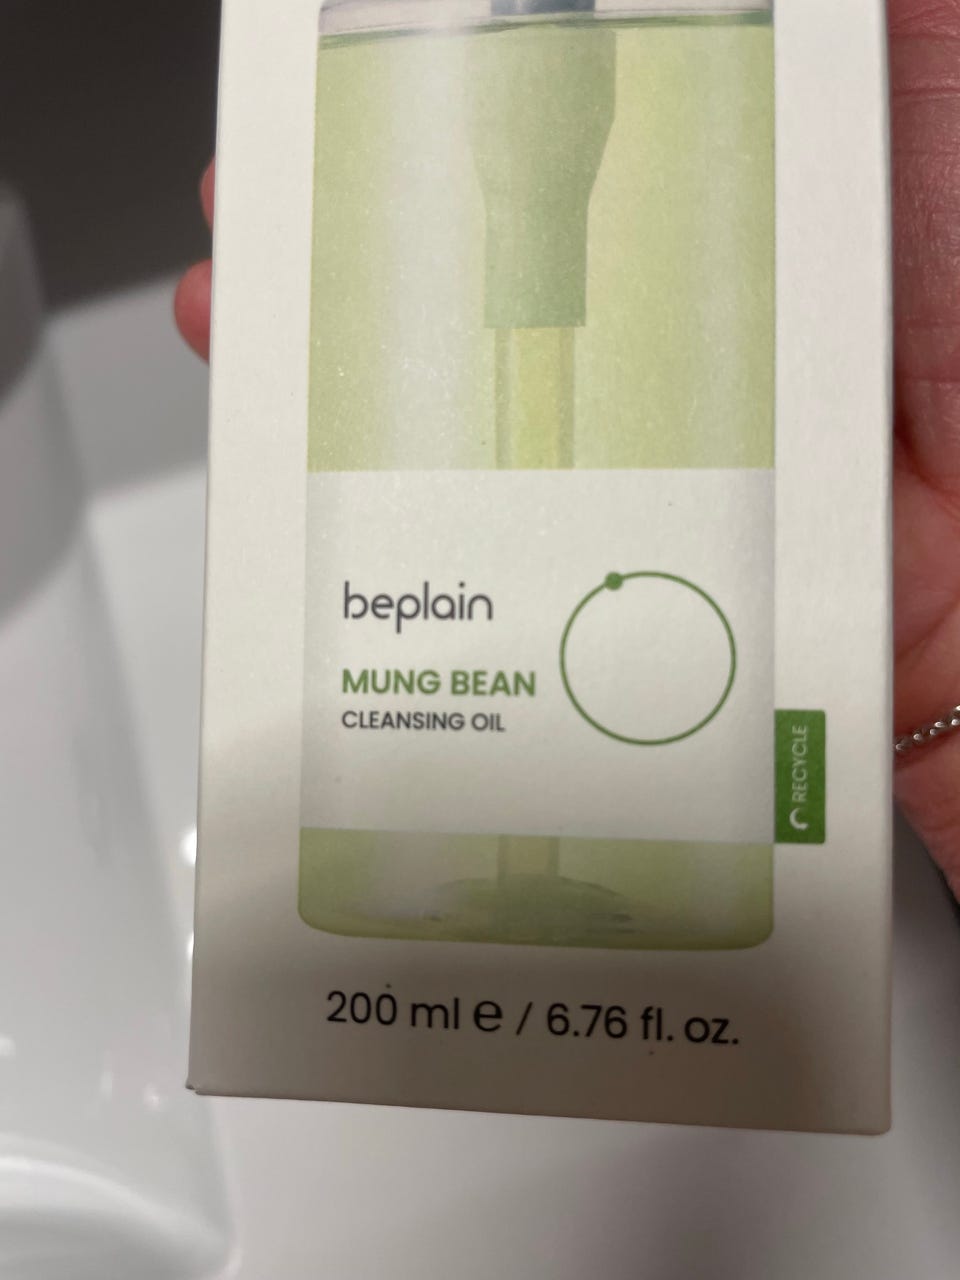 beplain
MUNG BEAN
CLEANSING OIL
RECYCLE
200 ml e / 6.76 fl. oz.